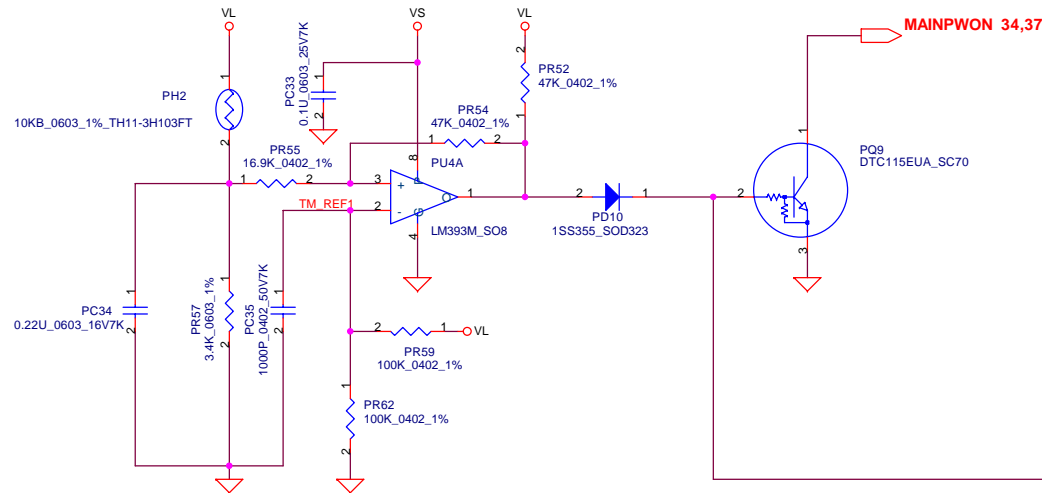 VL
VS
VL
MAINPWON 34,37
1
PH2
10KB_0603_1%_TH11-3H103FT
2
1
PC33
0.1U_0603_25V7K
2
2
PR52
47K_0402_1%
1
PR54
47K_0402_1%
1
2
PR55
16.9K_0402_1%
1
2
8
PU4A
P
3
+
2
-
O
1
G
4
LM393M_SO8
TM_REF1
2
1
PD10
1SS355_SOD323
1
PQ9
DTC115EUA_SC70
2
3
1
PC34
0.22U_0603_16V7K
2
1
PR57
3.4K_0603_1%
2
1
PC35
1000P_0402_50V7K
2
2
1
VL
PR59
100K_0402_1%
1
PR62
100K_0402_1%
2